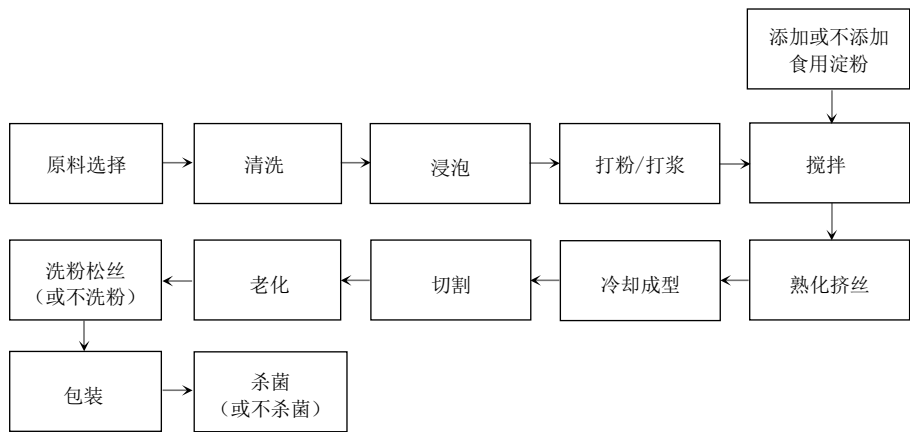 添加或不添加
食用淀粉
原料选择
清洗
浸泡
打粉/打浆
搅拌
洗粉松丝
（或不洗粉）
老化
切割
冷却成型
熟化挤丝
包装
杀菌
（或不杀菌）